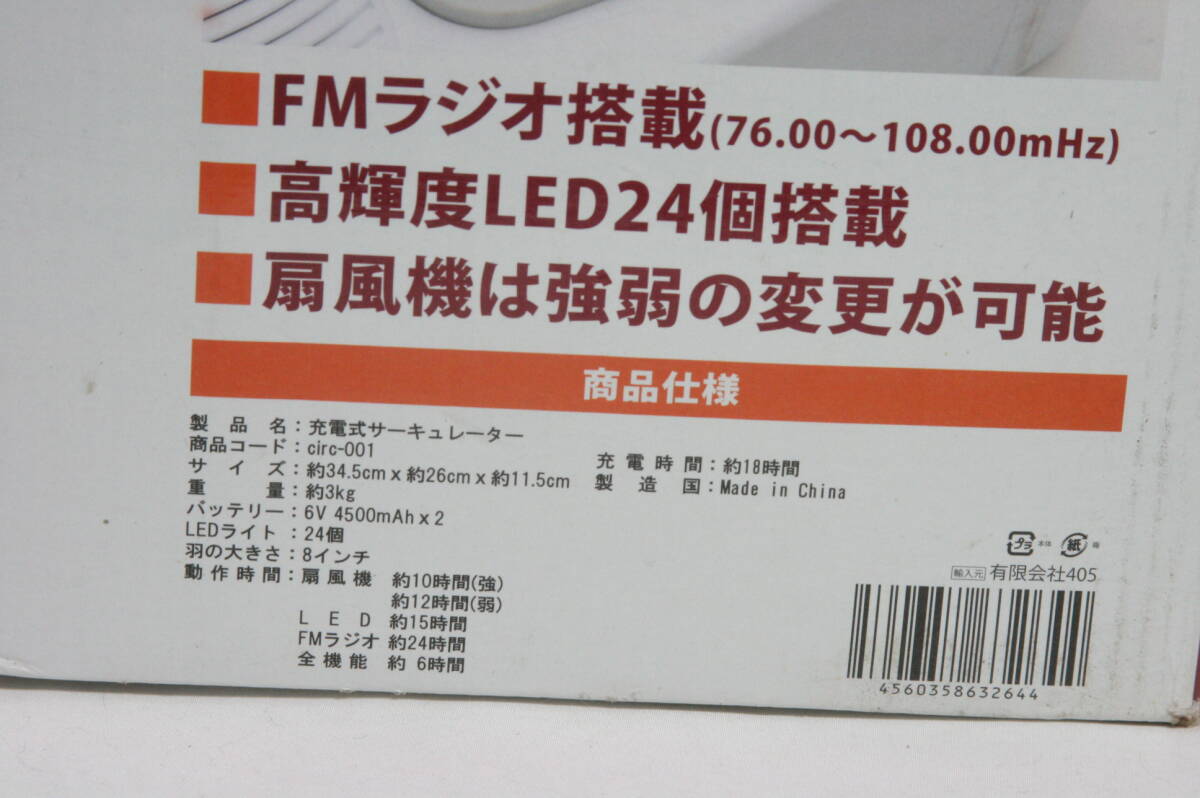 ■FMラジオ搭載(76.00～108.00mHz)
■高輝度LED24個搭載
■扇風機は強弱の変更が可能
商品仕様
製品名：充電式サーキュレーター
商品コード：circ-001
サイズ：約34.5cm x 約26cm x 約11.5cm
重量：約3kg
バッテリー：6V 4500mAh x 2
LEDライト：24個
羽の大きさ：8インチ
動作時間：扇風機 約10時間(強)
約12時間(弱)
LED 約15時間
FMラジオ 約24時間
全機能 約 6時間
充電時間：約18時間
製造国：Made in China
プラ 本体 紙 箱
輸入元 有限会社405
4560358632644